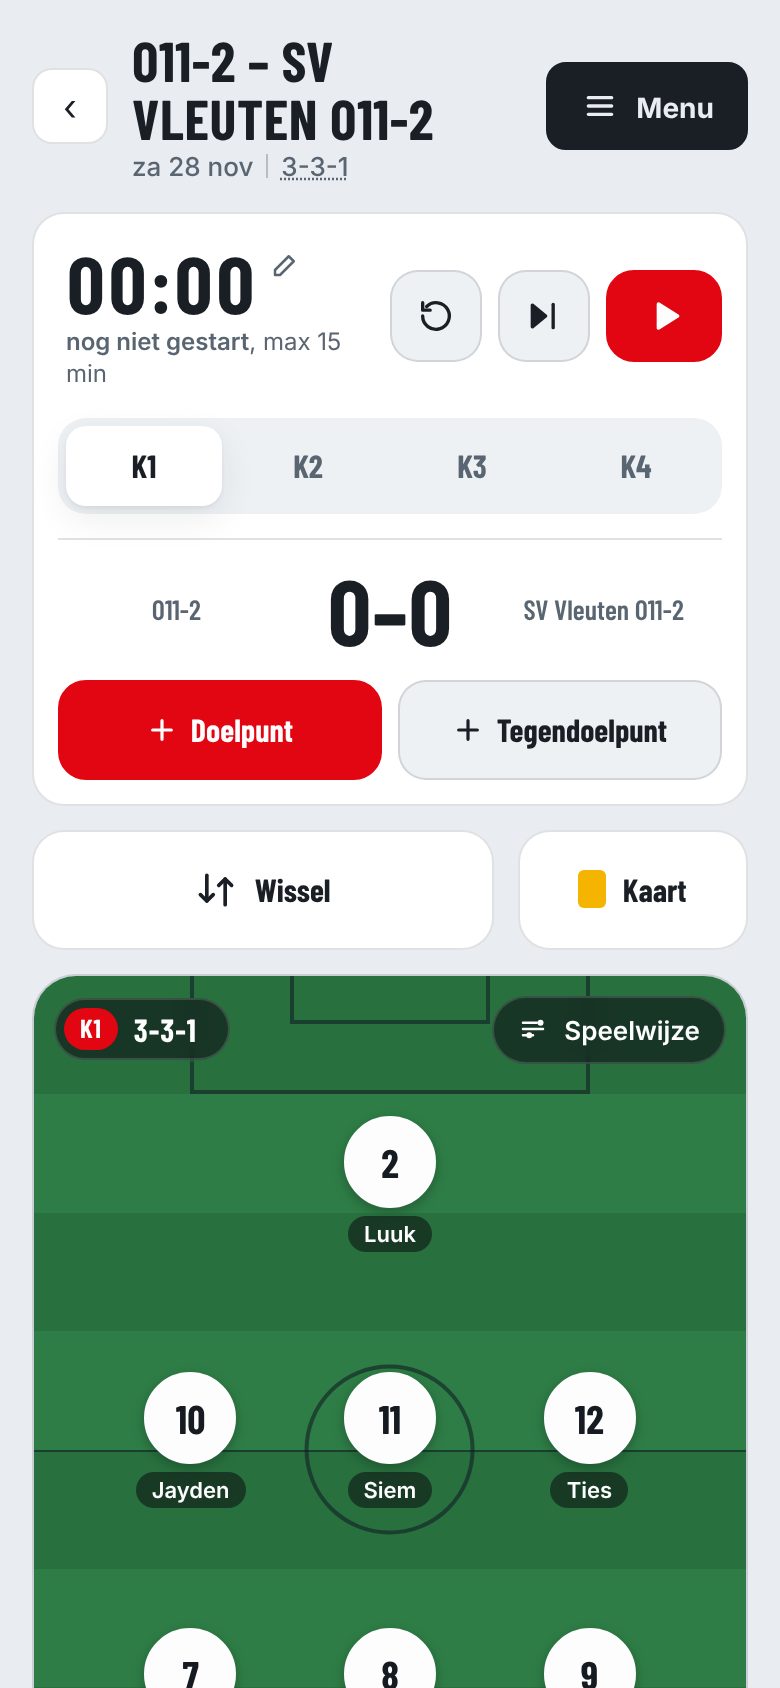 O11-2 – SV
VLEUTEN O11-2
za 28 nov | 3-3-1
Menu
00:00
nog niet gestart, max 15
min
K1 K2 K3 K4
O11-2 0–0 SV Vleuten O11-2
+ Doelpunt + Tegendoelpunt
Wissel Kaart
K1 3-3-1 Speelwijze
2
Luuk
10 11 12
Jayden Siem Ties
7 8 9